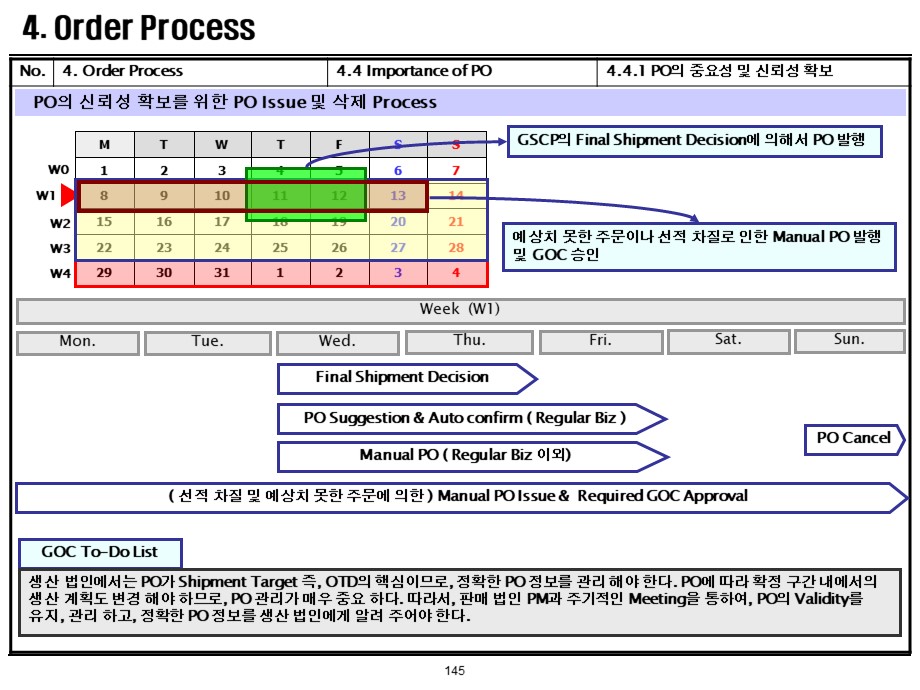 4. Order Process
No. 4. Order Process 4.4 Importance of PO 4.4.1 PO의 중요성 및 신뢰성 확보
PO의 신뢰성 확보를 위한 PO Issue 및 삭제 Process
M T W T F S S
W0 1 2 3 4 5 6 7
W1 8 9 10 11 12 13 14
W2 15 16 17 18 19 20 21
W3 22 23 24 25 26 27 28
W4 29 30 31 1 2 3 4
GSCP의 Final Shipment Decision에 의해서 PO 발행
예상치 못한 주문이나 선적 차질로 인한 Manual PO 발행
및 GOC 승인
Week (W1)
Mon. Tue. Wed. Thu. Fri. Sat. Sun.
Final Shipment Decision
PO Suggestion & Auto confirm ( Regular Biz )
PO Cancel
Manual PO ( Regular Biz 이외)
( 선적 차질 및 예상치 못한 주문에 의한 ) Manual PO Issue & Required GOC Approval
GOC To-Do List
생산 법인에서는 PO가 Shipment Target 즉, OTD의 핵심이므로, 정확한 PO 정보를 관리 해야 한다. PO에 따라 확정 구간 내에서의
생산 계획도 변경 해야 하므로, PO 관리가 매우 중요 하다. 따라서, 판매 법인 PM과 주기적인 Meeting을 통하여, PO의 Validity를
유지, 관리 하고, 정확한 PO 정보를 생산 법인에게 알려 주어야 한다.
145